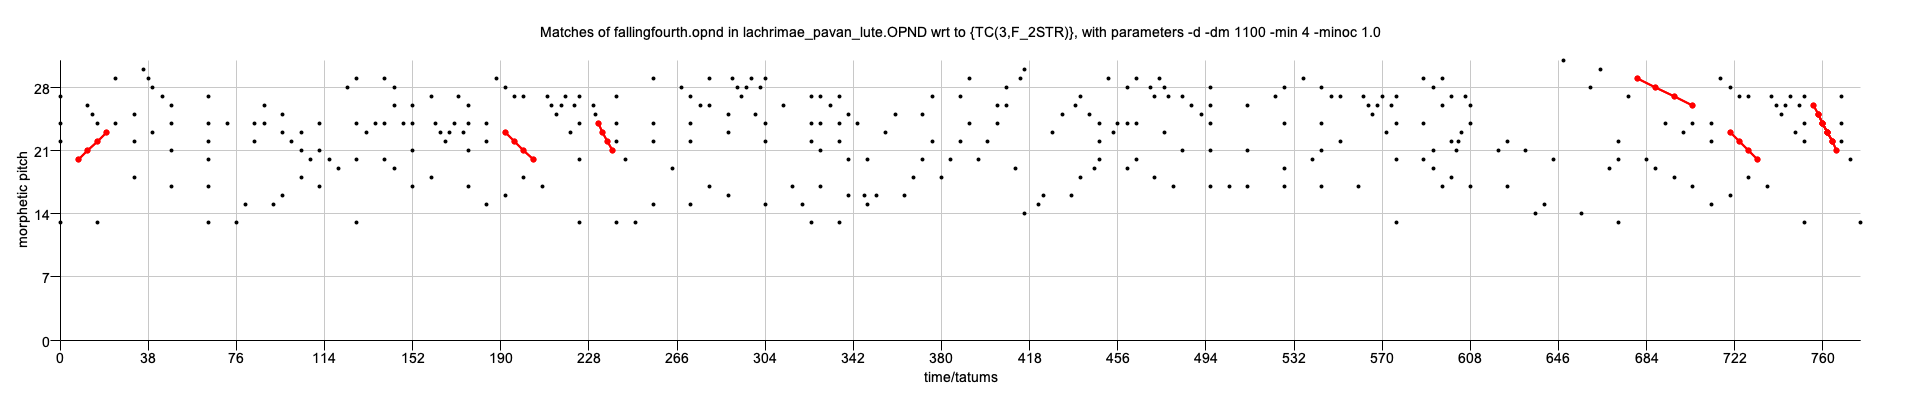 Matches of fallingfourth.opnd in lachrimae_pavan_lute.OPND wrt to {TC(3,F_2STR)}, with parameters -d -dm 1100 -min 4 -minoc 1.0
morphetic pitch
28
21
14
7
0
0 38 76 114 152 190 228 266 304 342 380 418 456 494 532 570 608 646 684 722 760
time/tatums